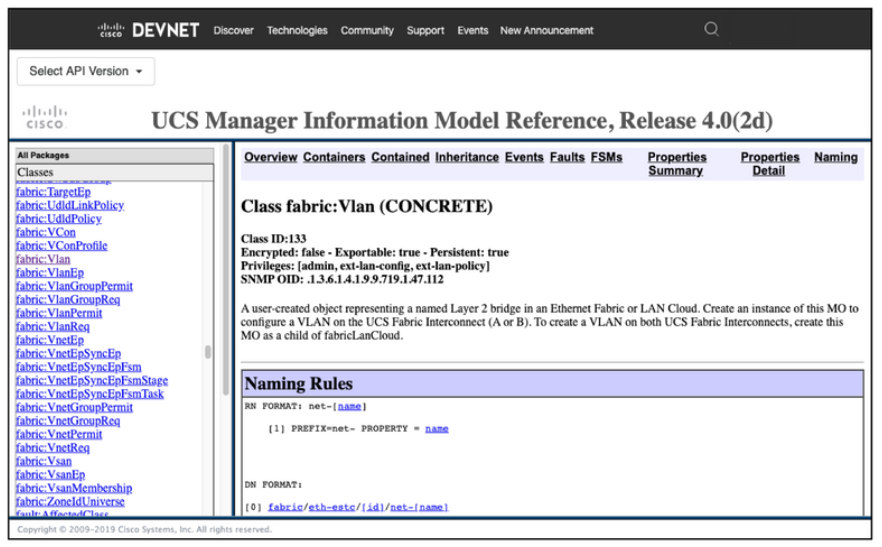 CISCO DEVNET Discover Technologies Community Support Events New Announcement
Select API Version
CISCO
UCS Manager Information Model Reference, Release 4.0(2d)
All Packages
Classes
fabric:TargetEp
fabric:UdldLinkPolicy
fabric:UdldPolicy
fabric:VCon
fabric:VConProfile
fabric:Vlan
fabric:VlanEp
fabric:VlanGroupPermit
fabric:VlanGroupReq
fabric:VlanPermit
fabric:VlanReq
fabric:VnetEp
fabric:VnetEpSyncEp
fabric:VnetEpSyncEpFsm
fabric:VnetEpSyncEpFsmStage
fabric:VnetEpSyncEpFsmTask
fabric:VnetGroupPermit
fabric:VnetGroupReq
fabric:VnetPermit
fabric:VnetReq
fabric:Vsan
fabric:VsanEp
fabric:VsanMembership
fabric:ZoneIdUniverse
fault:AffectedClass
Overview Containers Contained Inheritance Events Faults FSMs Properties Summary Properties Detail Naming
Class fabric:Vlan (CONCRETE)
Class ID:133
Encrypted: false - Exportable: true - Persistent: true
Privileges: [admin, ext-lan-config, ext-lan-policy]
SNMP OID: .1.3.6.1.4.1.9.9.719.1.47.112
A user-created object representing a named Layer 2 bridge in an Ethernet Fabric or LAN Cloud. Create an instance of this MO to
configure a VLAN on the UCS Fabric Interconnect (A or B). To create a VLAN on both UCS Fabric Interconnects, create this
MO as a child of fabricLanCloud.
Naming Rules
RN FORMAT: net-[name]
[1] PREFIX=net- PROPERTY = name
DN FORMAT:
[0] fabric/eth-estc/[id]/net-[name]
Copyright © 2009-2019 Cisco Systems, Inc. All rights reserved.